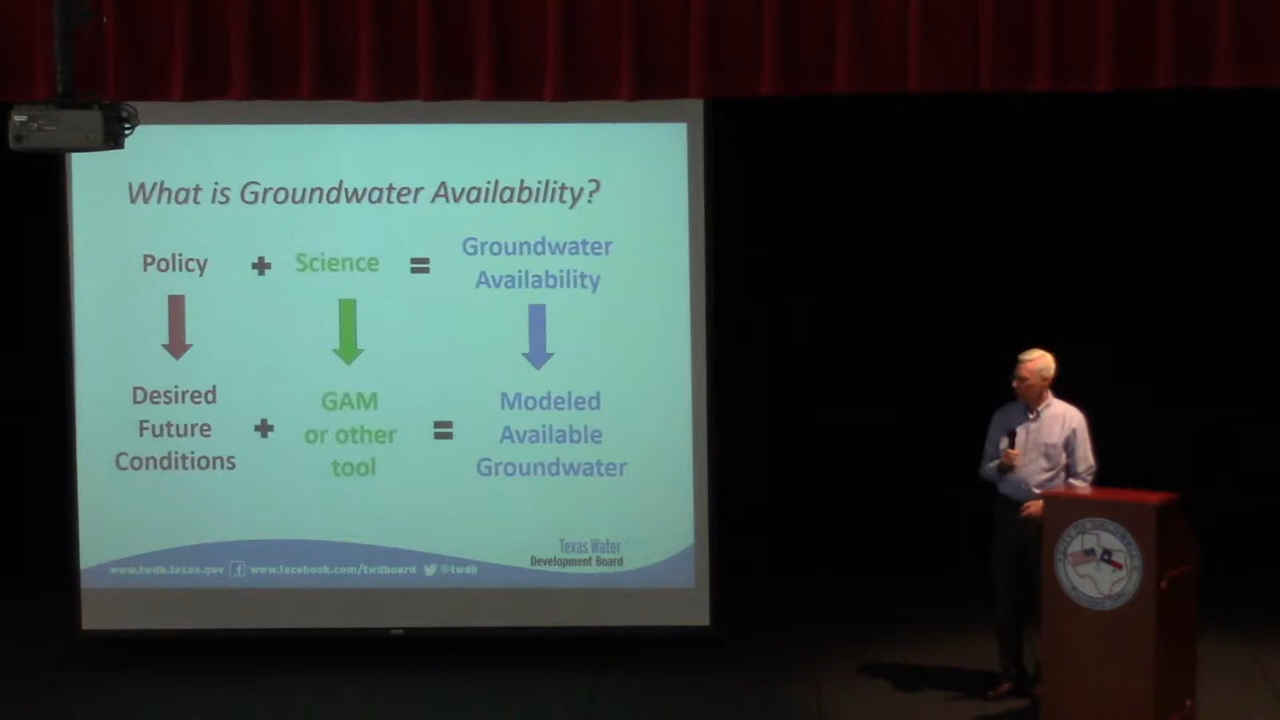 What is Groundwater Availability?
Policy + Science = Groundwater Availability
Desired Future Conditions + GAM or other tool = Modeled Available Groundwater
Texas Water
Development Board
www.twdb.texas.gov f www.facebook.com/twdboard @twdb